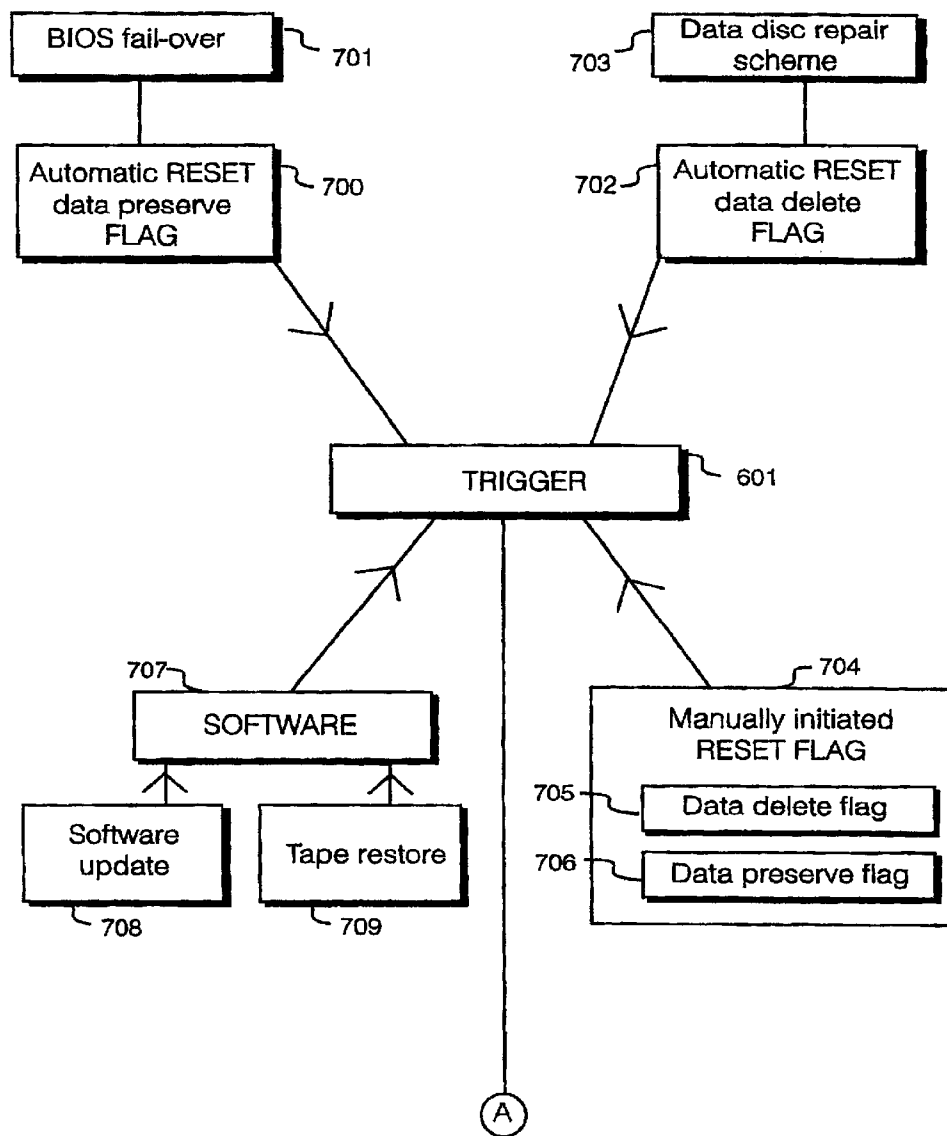 BIOS fail-over
701
Automatic RESET
data preserve
FLAG
700
703
Data disc repair
scheme
702
Automatic RESET
data delete
FLAG
TRIGGER
601
707
SOFTWARE
Software
update
708
Tape restore
709
704
Manually initiated
RESET FLAG
705
Data delete flag
706
Data preserve flag
A